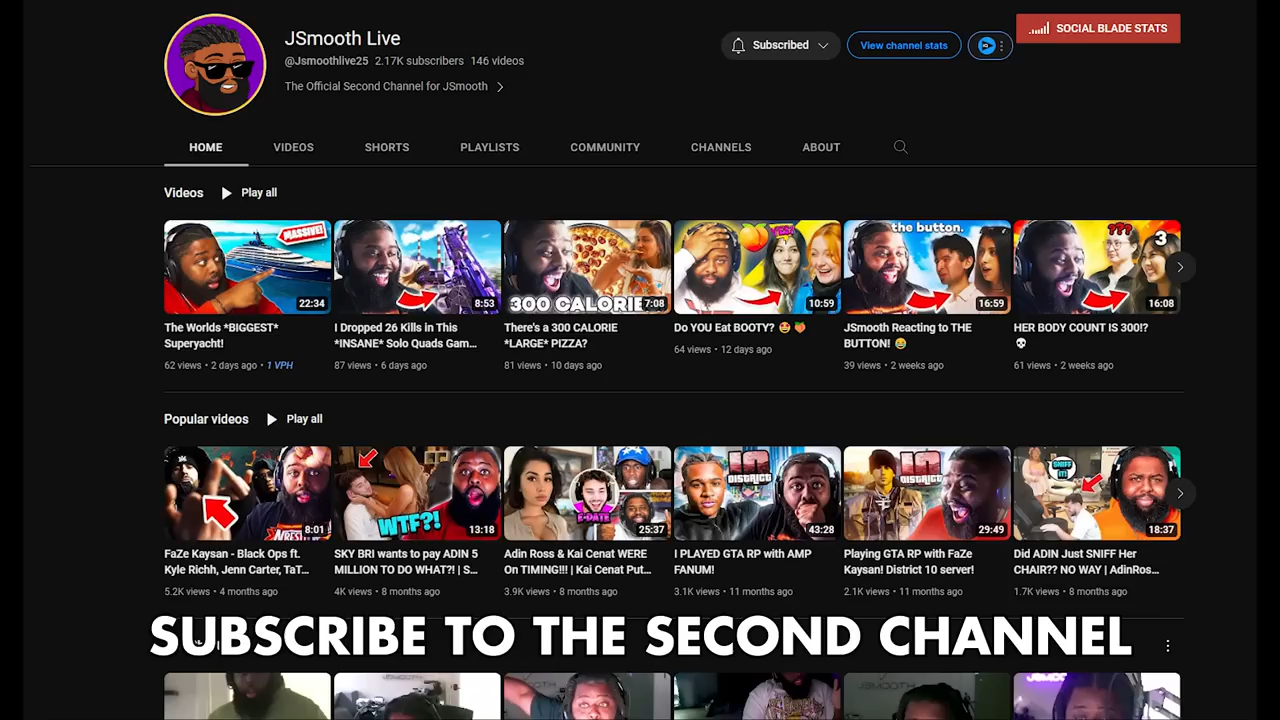 JSmooth Live
@Jsmoothlive25 2.17K subscribers 146 videos
The Official Second Channel for JSmooth
Subscribed
View channel stats
SOCIAL BLADE STATS
HOME VIDEOS SHORTS PLAYLISTS COMMUNITY CHANNELS ABOUT
Videos Play all
MASSIVE!
22:34
8:53
300 CALORIE
7:08
10:59
the button.
16:59
???
3
16:08
The Worlds *BIGGEST*
Superyacht!
62 views • 2 days ago • 1 VPH
I Dropped 26 Kills in This
*INSANE* Solo Quads Gam...
87 views • 6 days ago
There's a 300 CALORIE
*LARGE* PIZZA?
81 views • 10 days ago
Do YOU Eat BOOTY? 🤩 🍑
64 views • 12 days ago
JSmooth Reacting to THE
BUTTON! 😂
39 views • 2 weeks ago
HER BODY COUNT IS 300!?
💀
61 views • 2 weeks ago
Popular videos Play all
8:01
WTF?!
13:18
E-DATE
25:37
DISTRICT
43:28
DISTRICT
29:49
SNIFF
18:37
FaZe Kaysan - Black Ops ft.
Kyle Richh, Jenn Carter, TaT...
5.2K views • 4 months ago
SKY BRI wants to pay ADIN 5
MILLION TO DO WHAT?! | S...
4K views • 8 months ago
Adin Ross & Kai Cenat WERE
On TIMING!!! | Kai Cenat Put...
3.9K views • 8 months ago
I PLAYED GTA RP with AMP
FANUM!
3.1K views • 11 months ago
Playing GTA RP with FaZe
Kaysan! District 10 server!
2.1K views • 11 months ago
Did ADIN Just SNIFF Her
CHAIR?? NO WAY | AdinRos...
1.7K views • 8 months ago
SUBSCRIBE TO THE SECOND CHANNEL